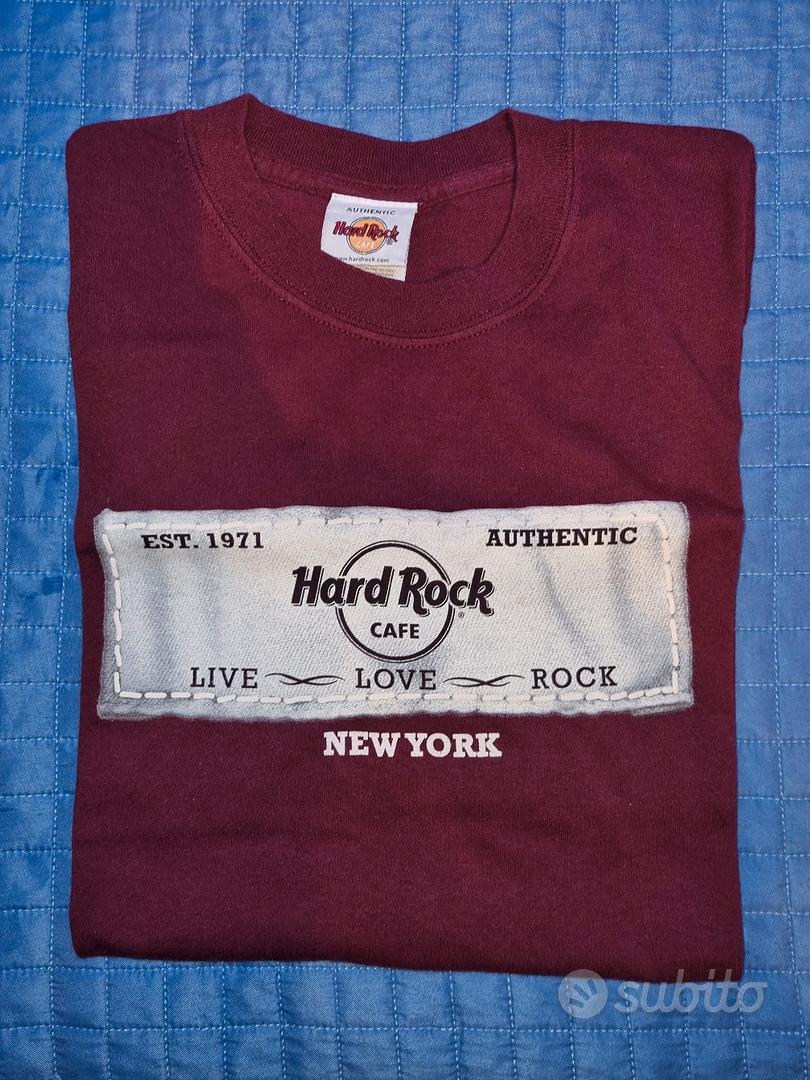 AUTHENTIC
Hard Rock
CAFE
www.hardrock.com
EST. 1971
AUTHENTIC
Hard Rock
CAFE
LIVE LOVE ROCK
NEW YORK
subito